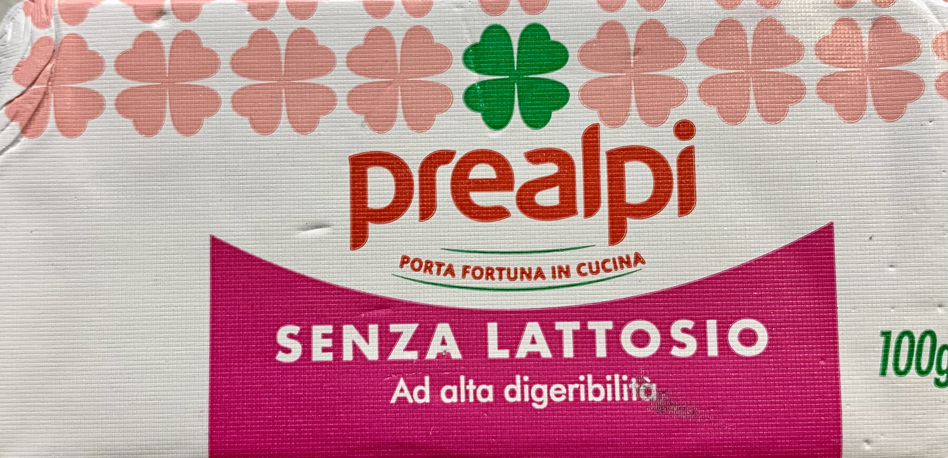 prealpi
PORTA FORTUNA IN CUCINA
SENZA LATTOSIO
Ad alta digeribilità
100g